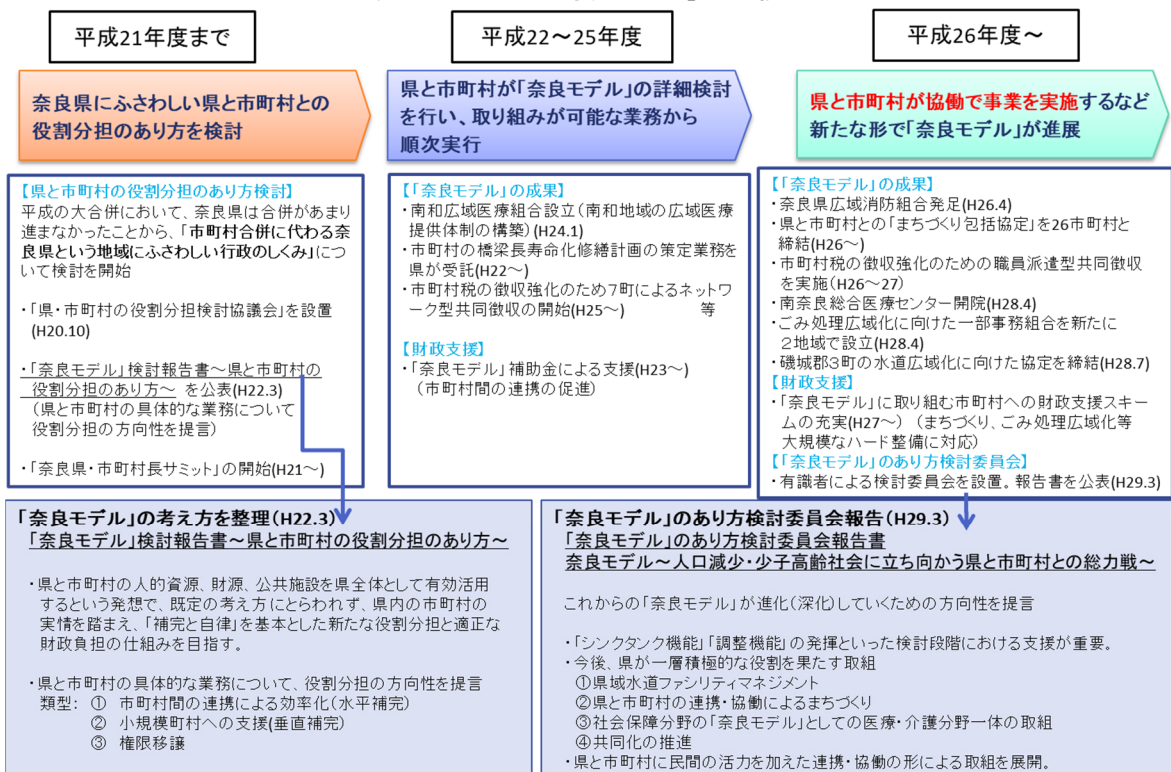 平成21年度まで
奈良県にふさわしい県と市町村との
役割分担のあり方を検討
【県と市町村の役割分担のあり方検討】
平成の大合併において、奈良県は合併があまり
進まなかったことから、「市町村合併に代わる奈
良県という地域にふさわしい行政のしくみ」につ
いて検討を開始
・「県・市町村の役割分担検討協議会」を設置
(H20.10)
・「奈良モデル」検討報告書～県と市町村の
役割分担のあり方～ を公表(H22.3)
(県と市町村の具体的な業務について
役割分担の方向性を提言)
・「奈良県・市町村長サミット」の開始(H21～)
平成22～25年度
県と市町村が「奈良モデル」の詳細検討
を行い、取り組みが可能な業務から
順次実行
【「奈良モデル」の成果】
・南和広域医療組合設立(南和地域の広域医療
提供体制の構築)(H24.1)
・市町村の橋梁長寿命化修繕計画の策定業務を
県が受託(H22～)
・市町村税の徴収強化のため7町によるネットワ
ーク型共同徴収の開始(H25～) 等
【財政支援】
・「奈良モデル」補助金による支援(H23～)
(市町村間の連携の促進)
平成26年度～
県と市町村が協働で事業を実施するなど
新たな形で「奈良モデル」が進展
【「奈良モデル」の成果】
・奈良県広域消防組合発足(H26.4)
・県と市町村との「まちづくり包括協定」を26市町村と
締結(H26～)
・市町村税の徴収強化のための職員派遣型共同徴収
を実施(H26～27)
・南奈良総合医療センター開院(H28.4)
・ごみ処理広域化に向けた一部事務組合を新たに
2地域で設立(H28.4)
・磯城郡3町の水道広域化に向けた協定を締結(H28.7)
【財政支援】
・「奈良モデル」に取り組む市町村への財政支援スキー
ムの充実(H27～) (まちづくり、ごみ処理広域化等
大規模なハード整備に対応)
【「奈良モデル」のあり方検討委員会】
・有識者による検討委員会を設置。報告書を公表(H29.3)
「奈良モデル」の考え方を整理(H22.3)
「奈良モデル」検討報告書～県と市町村の役割分担のあり方～
・県と市町村の人的資源、財源、公共施設を県全体として有効活用
するという発想で、既定の考え方にとらわれず、県内の市町村の
実情を踏まえ、「補完と自律」を基本とした新たな役割分担と適正な
財政負担の仕組みを目指す。
・県と市町村の具体的な業務について、役割分担の方向性を提言
類型: ① 市町村間の連携による効率化(水平補完)
② 小規模町村への支援(垂直補完)
③ 権限移譲
「奈良モデル」のあり方検討委員会報告(H29.3)
「奈良モデル」のあり方検討委員会報告書
奈良モデル～人口減少・少子高齢社会に立ち向かう県と市町村との総力戦～
これからの「奈良モデル」が進化(深化)していくための方向性を提言
・「シンクタンク機能」「調整機能」の発揮といった検討段階における支援が重要。
・今後、県が一層積極的な役割を果たす取組
①県域水道ファシリティマネジメント
②県と市町村の連携・協働によるまちづくり
③社会保障分野の「奈良モデル」としての医療・介護分野一体の取組
④共同化の推進
・県と市町村に民間の活力を加えた連携・協働の形による取組を展開。